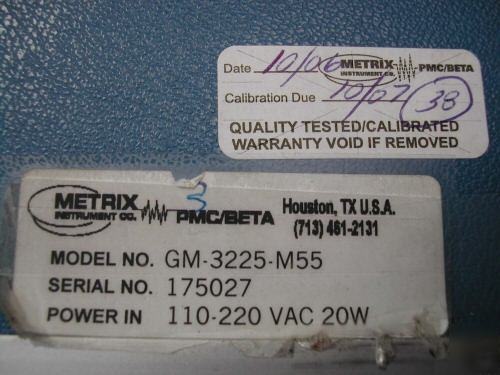 Date 10/06 METRIX PMC/BETA
INSTRUMENT CO.
Calibration Due 10/07 38
QUALITY TESTED/CALIBRATED
WARRANTY VOID IF REMOVED
3
METRIX
INSTRUMENT CO. PMC/BETA
Houston, TX U.S.A.
(713) 461-2131
MODEL NO. GM-3225-M55
SERIAL NO. 175027
POWER IN 110-220 VAC 20W